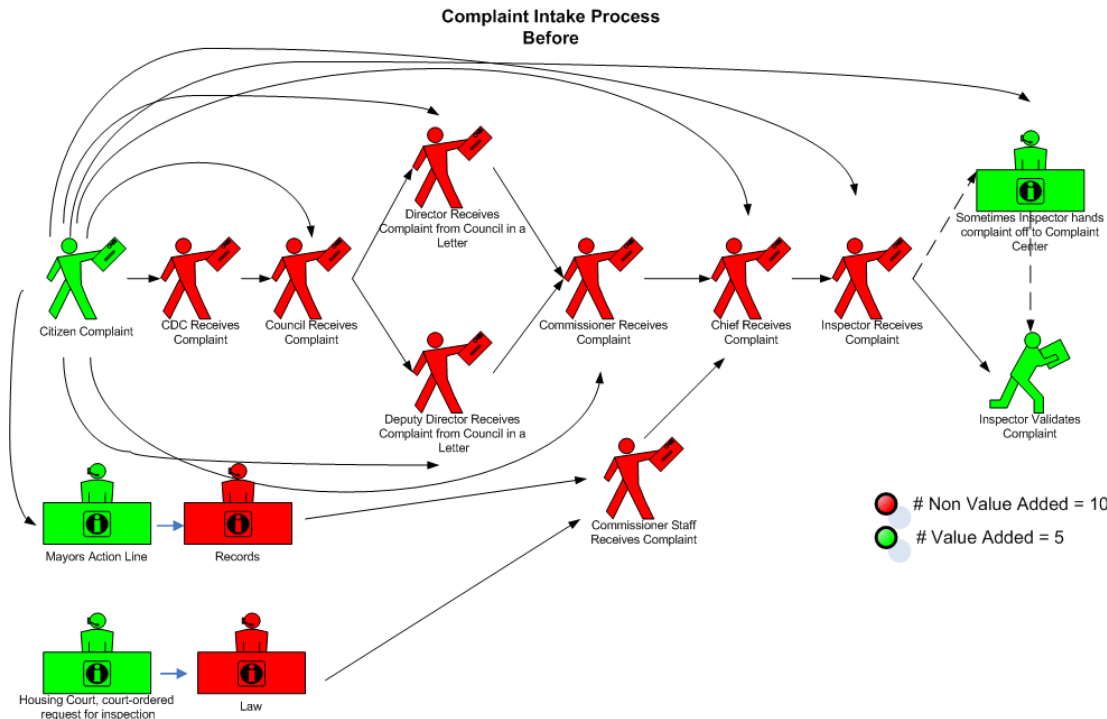 Complaint Intake Process
Before
Director Receives
Complaint from Council in a
Letter
Sometimes Inspector hands
complaint off to Complaint
Center
Citizen Complaint
CDC Receives
Complaint
Council Receives
Complaint
Commissioner Receives
Complaint
Chief Receives
Complaint
Inspector Receives
Complaint
Deputy Director Receives
Complaint from Council in a
Letter
Inspector Validates
Complaint
Mayors Action Line
Records
Commissioner Staff
Receives Complaint
# Non Value Added = 10
# Value Added = 5
Housing Court, court-ordered
request for inspection
Law